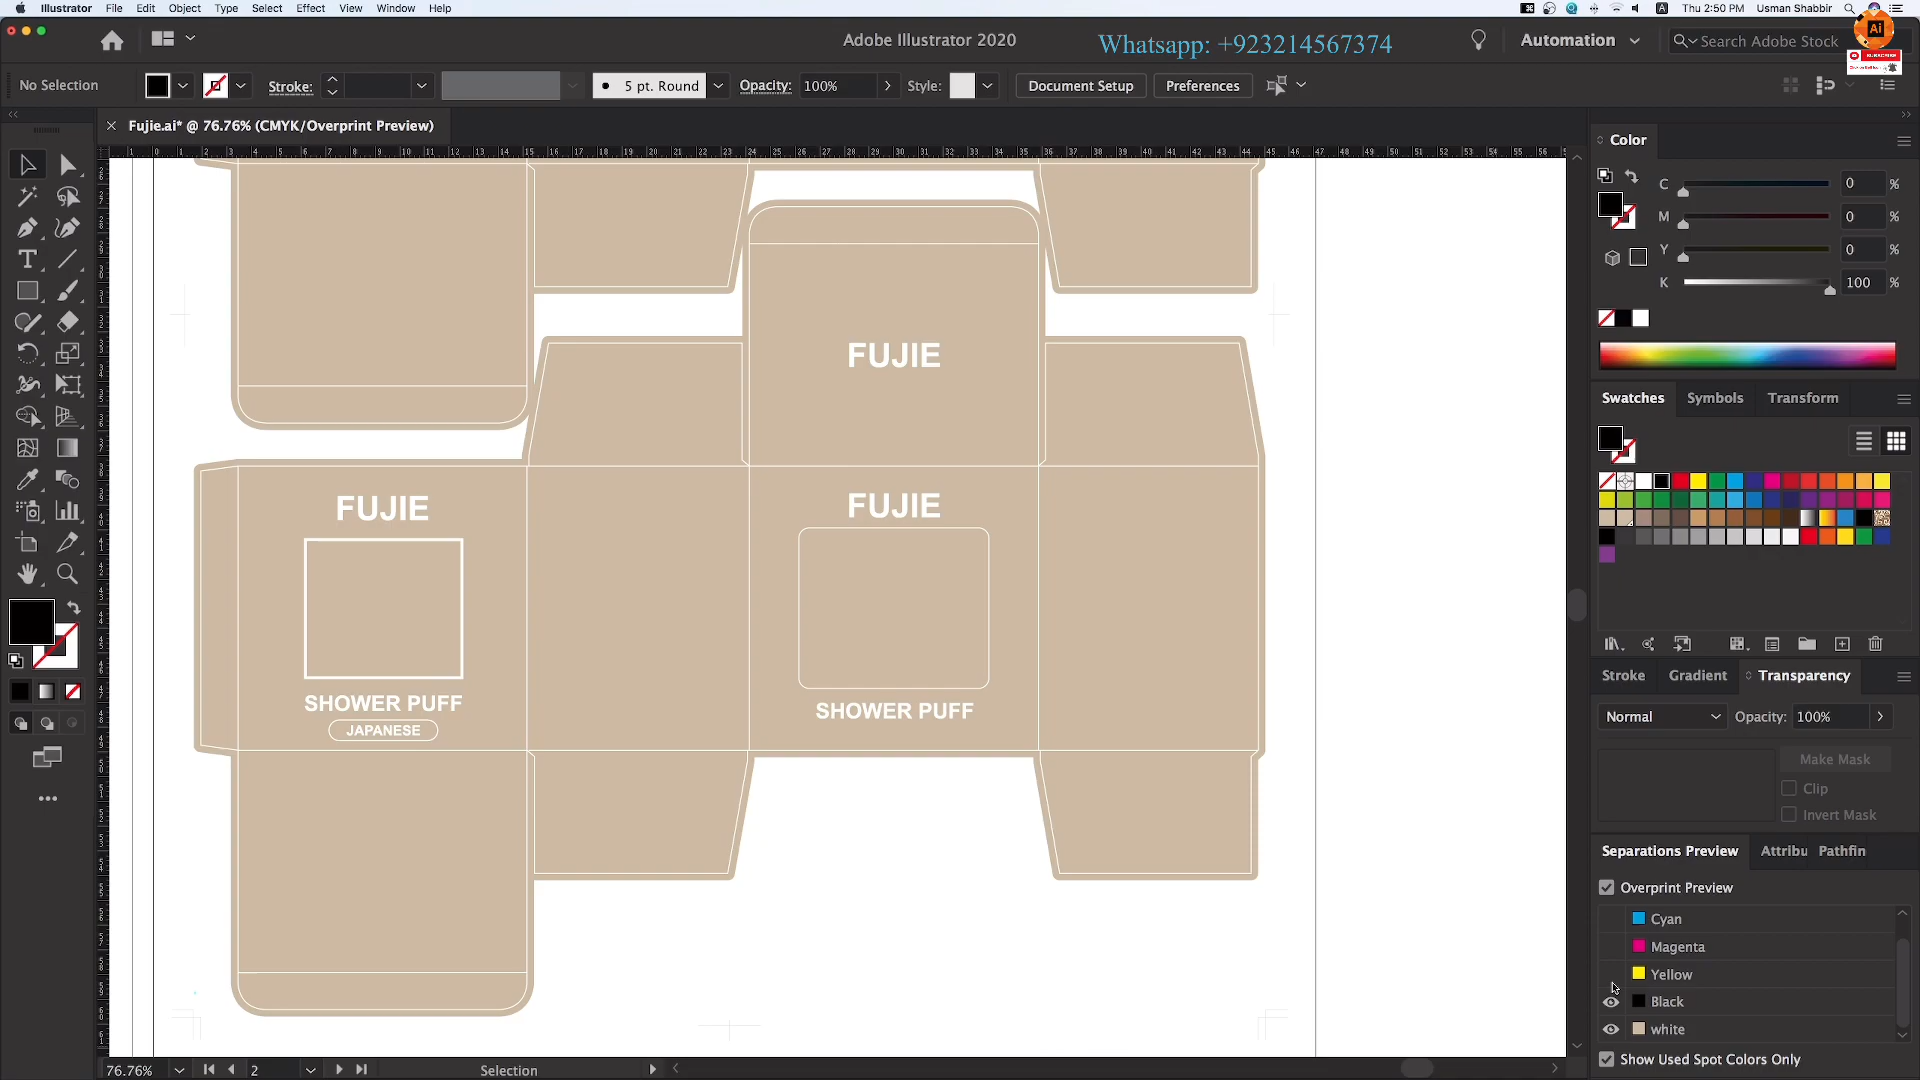 Illustrator File Edit Object Type Select Effect View Window Help
Thu 2:50 PM Usman Shabbir
Adobe Illustrator 2020
Whatsapp: +923214567374
Automation
Search Adobe Stock
Ai
SUBSCRIBE
No Selection
Stroke:
5 pt. Round
Opacity: 100%
Style:
Document Setup
Preferences
Fujie.ai* @ 76.76% (CMYK/Overprint Preview)
Color
C 0 %
M 0 %
Y 0 %
K 100 %
Swatches Symbols Transform
FUJIE
FUJIE
SHOWER PUFF
JAPANESE
FUJIE
SHOWER PUFF
Stroke Gradient Transparency
Normal Opacity: 100%
Make Mask
Clip
Invert Mask
Separations Preview Attribu Pathfin
Overprint Preview
Cyan
Magenta
Yellow
Black
white
Show Used Spot Colors Only
76.76% 2 Selection